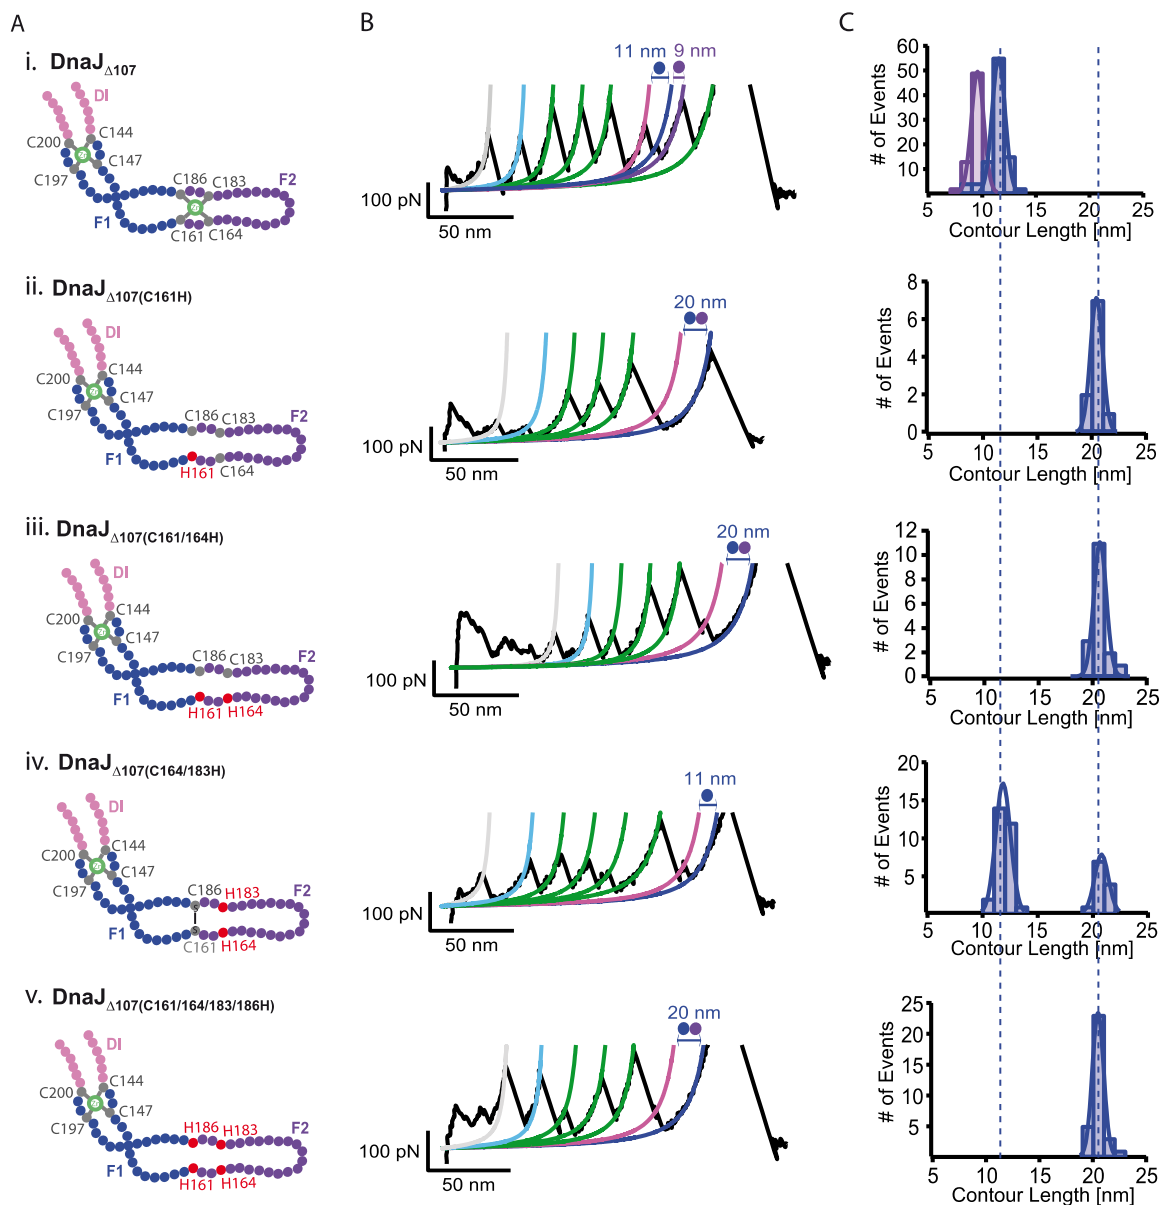 A
B
C
i. DnaJΔ107
DI
C200
C144
C147
C197
C186
C183
F2
F1
C161
C164
11 nm
9 nm
100 pN
50 nm
60
50
40
30
20
10
# of Events
5
10
15
20
25
Contour Length [nm]
ii. DnaJΔ107(C161H)
DI
C200
C144
C147
C197
C186
C183
F2
F1
H161
C164
20 nm
100 pN
50 nm
8
6
4
2
0
# of Events
5
10
15
20
25
Contour Length [nm]
iii. DnaJΔ107(C161/164H)
DI
C200
C144
C147
C197
C186
C183
F2
F1
H161
H164
20 nm
100 pN
50 nm
12
10
8
6
4
2
0
# of Events
5
10
15
20
25
Contour Length [nm]
iv. DnaJΔ107(C164/183H)
DI
C200
C144
C147
C197
C186
H183
F2
S
S
F1
C161
H164
11 nm
100 pN
50 nm
20
15
10
5
# of Events
5
10
15
20
25
Contour Length [nm]
v. DnaJΔ107(C161/164/183/186H)
DI
C200
C144
C147
C197
H186
H183
F2
F1
H161
H164
20 nm
100 pN
50 nm
25
20
15
10
5
# of Events
5
10
15
20
25
Contour Length [nm]